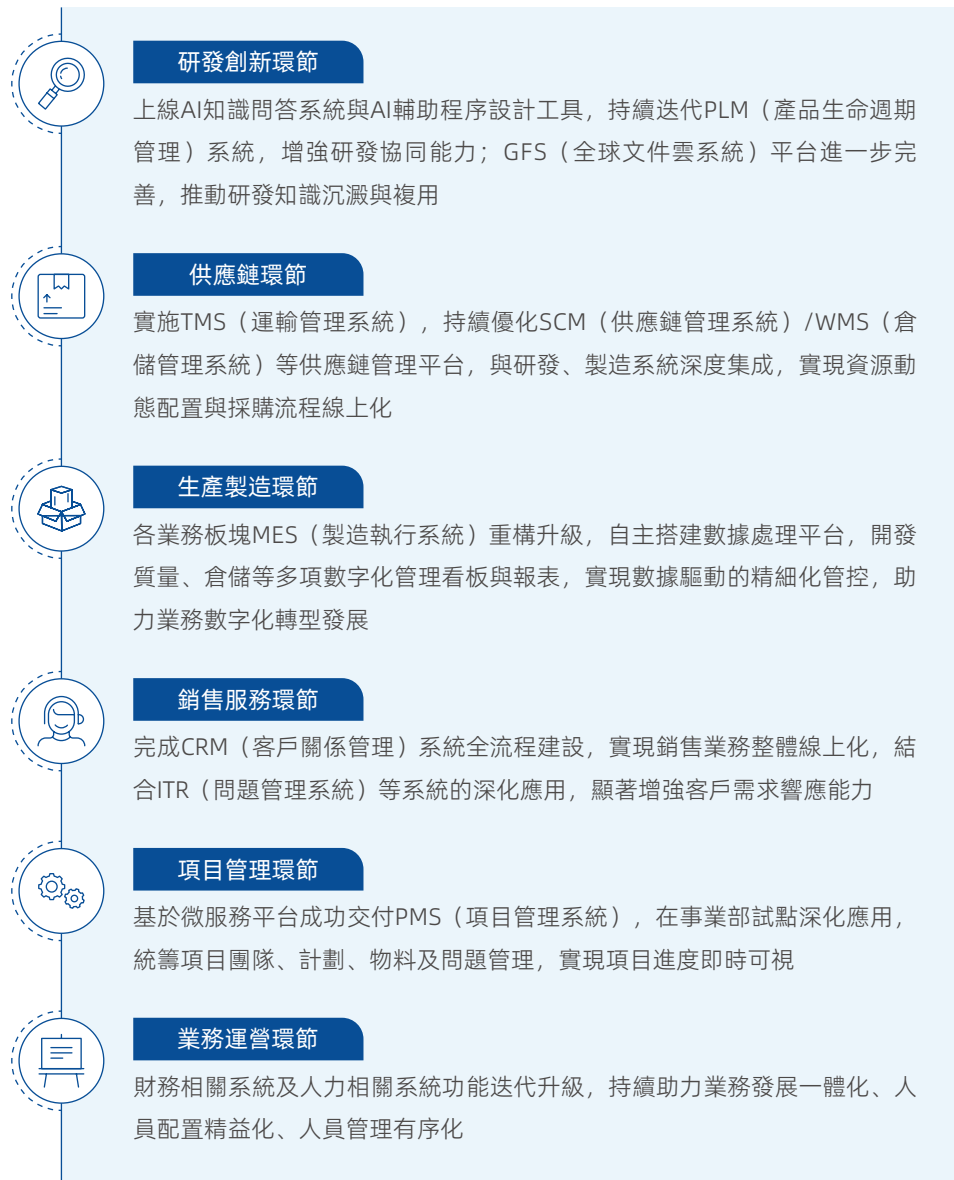 研發創新環節
上線AI知識問答系統與AI輔助程序設計工具，持續迭代PLM（產品生命週期
管理）系統，增強研發協同能力；GFS（全球文件雲系統）平台進一步完
善，推動研發知識沉澱與複用
供應鏈環節
實施TMS（運輸管理系統），持續優化SCM（供應鏈管理系統）/WMS（倉
儲管理系統）等供應鏈管理平台，與研發、製造系統深度集成，實現資源動
態配置與採購流程線上化
生產製造環節
各業務板塊MES（製造執行系統）重構升級，自主搭建數據處理平台，開發
質量、倉儲等多項數字化管理看板與報表，實現數據驅動的精細化管控，助
力業務數字化轉型發展
銷售服務環節
完成CRM（客戶關係管理）系統全流程建設，實現銷售業務整體線上化，結
合ITR（問題管理系統）等系統的深化應用，顯著增強客戶需求響應能力
項目管理環節
基於微服務平台成功交付PMS（項目管理系統），在事業部試點深化應用，
統籌項目團隊、計劃、物料及問題管理，實現項目進度即時可視
業務運營環節
財務相關系統及人力相關系統功能迭代升級，持續助力業務發展一體化、人
員配置精益化、人員管理有序化